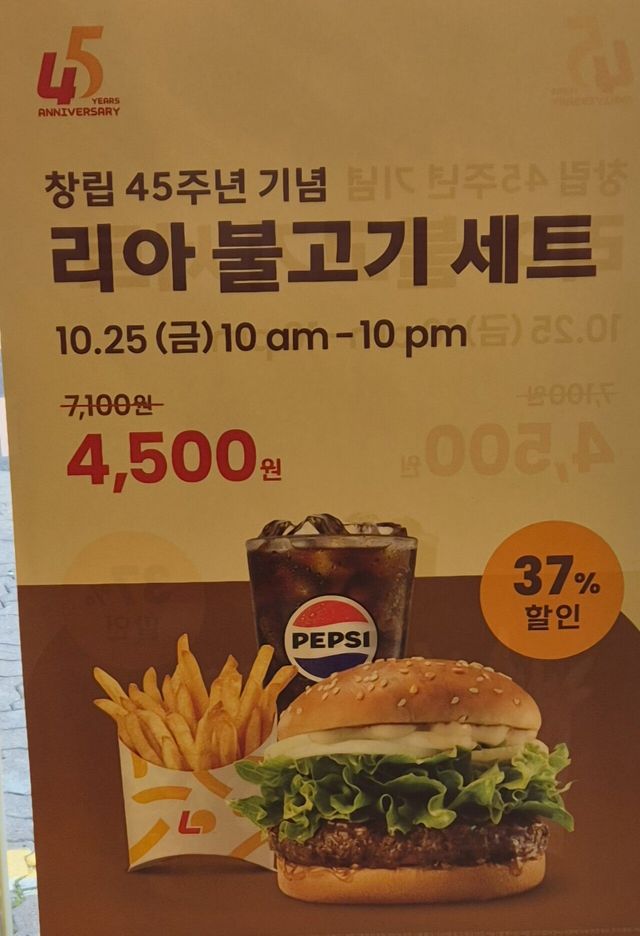 45
YEARS
ANNIVERSARY
창립 45주년 기념
리아 불고기 세트
10.25 (금) 10 am - 10 pm
7,100원
4,500원
37%
할인
PEPSI
L